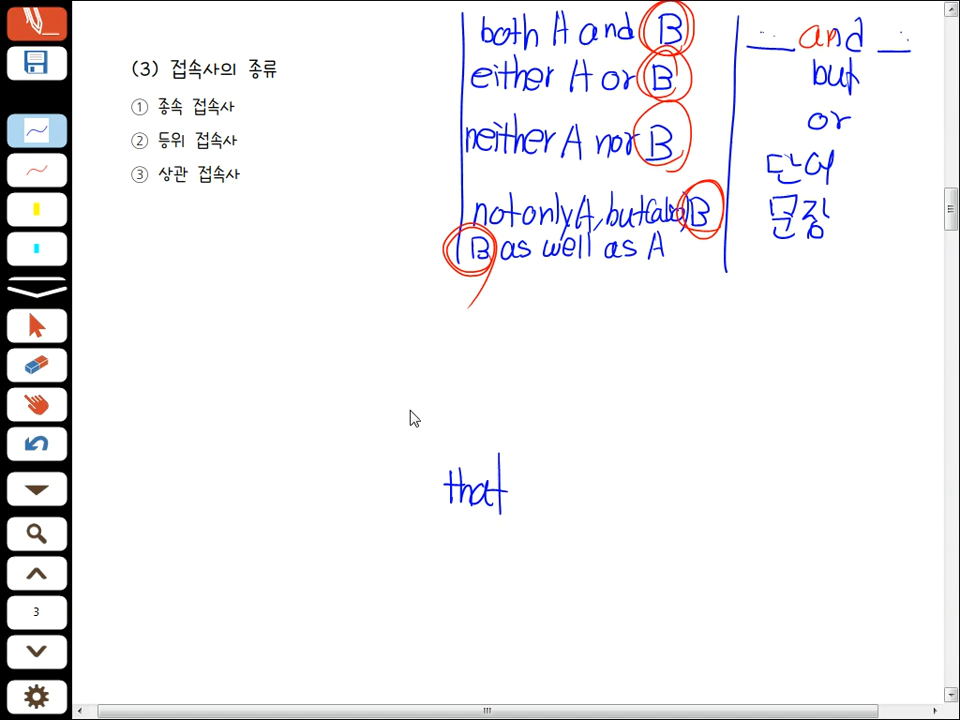 (3) 접속사의 종류
① 종속 접속사
② 등위 접속사
③ 상관 접속사
both A and B
either A or B
neither A nor B
not only A, but (also) B
B as well as A
and
but
or
단어
문장
that
3